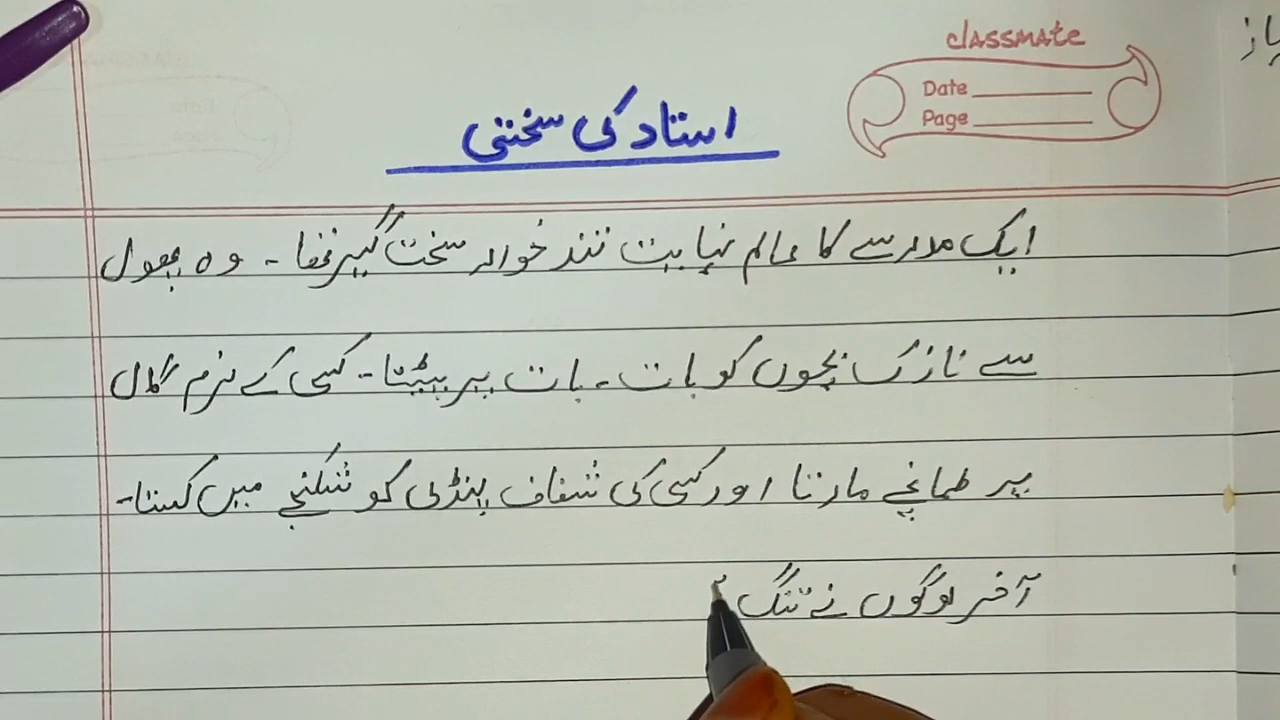 classmate
Date
Page
استاد کی سختی
ایک مدرسے کا عالم نہایت تند خو اور سخت گیر تھا۔ وہ پھول
سے نازک بچوں کو بات۔ بات پر پیٹتا۔ کسی کے نرم گال
پر طمانچے مارتا اور کسی کی شفاف پنڈلی کو شکنجے میں کستا۔
آخر لوگوں نے تنگ